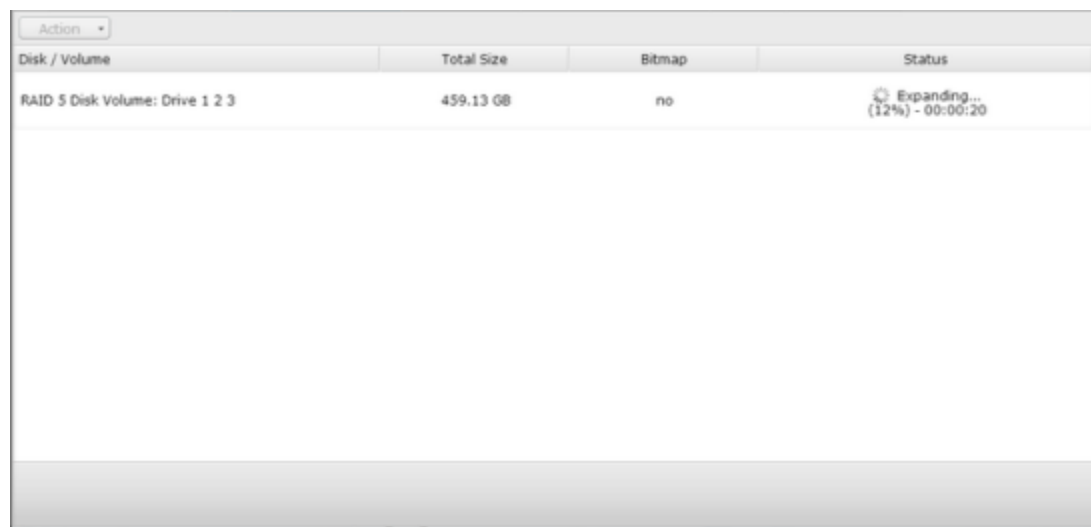 Action
Disk / Volume Total Size Bitmap Status
RAID 5 Disk Volume: Drive 1 2 3 459.13 GB no Expanding...
(12%) - 00:00:20